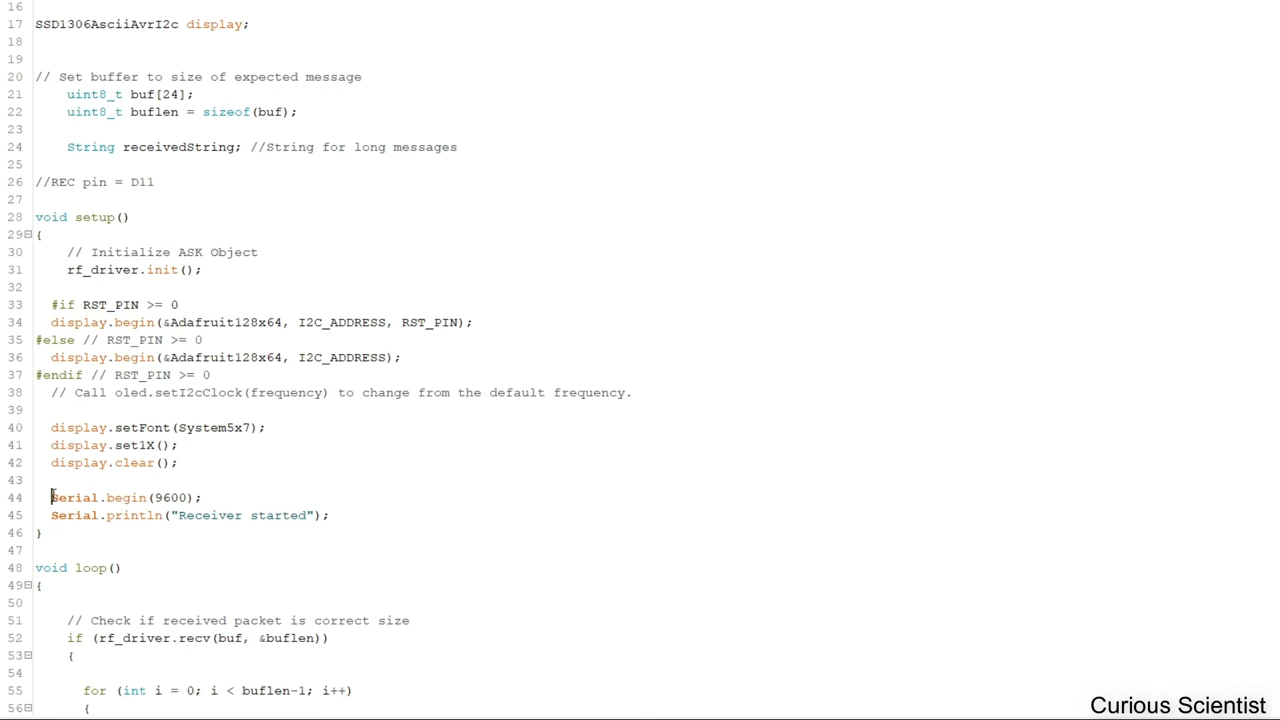 16
17 SSD1306AsciiAvrI2c display;
18
19
20 // Set buffer to size of expected message
21 uint8_t buf[24];
22 uint8_t buflen = sizeof(buf);
23
24 String receivedString; //String for long messages
25
26 //REC pin = D11
27
28 void setup()
29 {
30 // Initialize ASK Object
31 rf_driver.init();
32
33 #if RST_PIN >= 0
34 display.begin(&Adafruit128x64, I2C_ADDRESS, RST_PIN);
35 #else // RST_PIN >= 0
36 display.begin(&Adafruit128x64, I2C_ADDRESS);
37 #endif // RST_PIN >= 0
38 // Call oled.setI2cClock(frequency) to change from the default frequency.
39
40 display.setFont(System5x7);
41 display.set1X();
42 display.clear();
43
44 Serial.begin(9600);
45 Serial.println("Receiver started");
46 }
47
48 void loop()
49 {
50
51 // Check if received packet is correct size
52 if (rf_driver.recv(buf, &buflen))
53 {
54
55 for (int i = 0; i < buflen-1; i++)
56 {
Curious Scientist